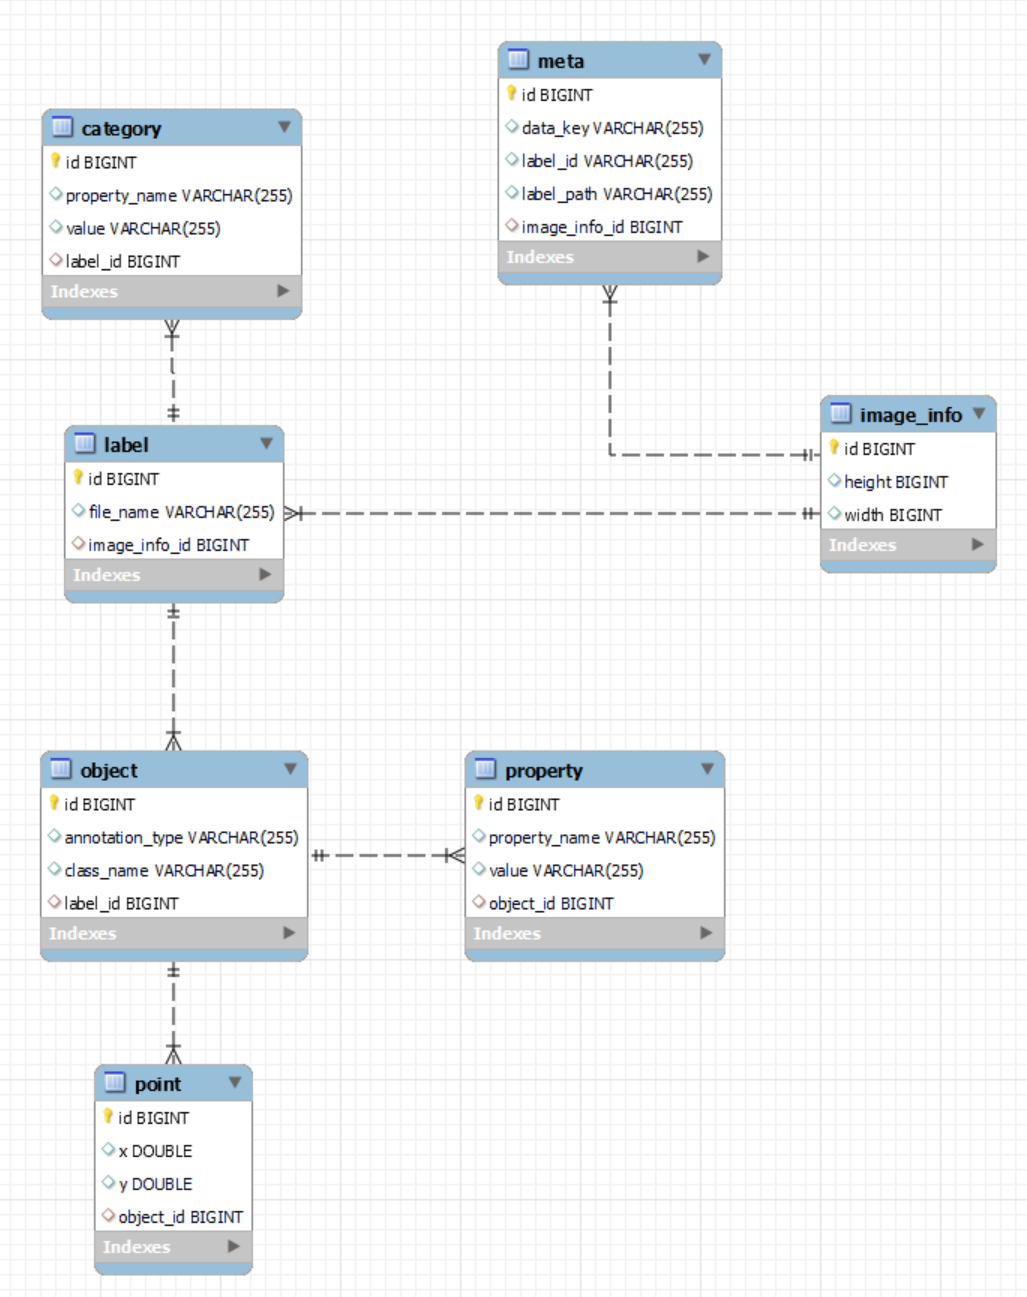 meta
id BIGINT
data_key VARCHAR(255)
label_id VARCHAR(255)
label_path VARCHAR(255)
image_info_id BIGINT
Indexes
category
id BIGINT
property_name VARCHAR(255)
value VARCHAR(255)
label_id BIGINT
Indexes
image_info
id BIGINT
height BIGINT
width BIGINT
Indexes
label
id BIGINT
file_name VARCHAR(255)
image_info_id BIGINT
Indexes
object
id BIGINT
annotation_type VARCHAR(255)
class_name VARCHAR(255)
label_id BIGINT
Indexes
property
id BIGINT
property_name VARCHAR(255)
value VARCHAR(255)
object_id BIGINT
Indexes
point
id BIGINT
x DOUBLE
y DOUBLE
object_id BIGINT
Indexes